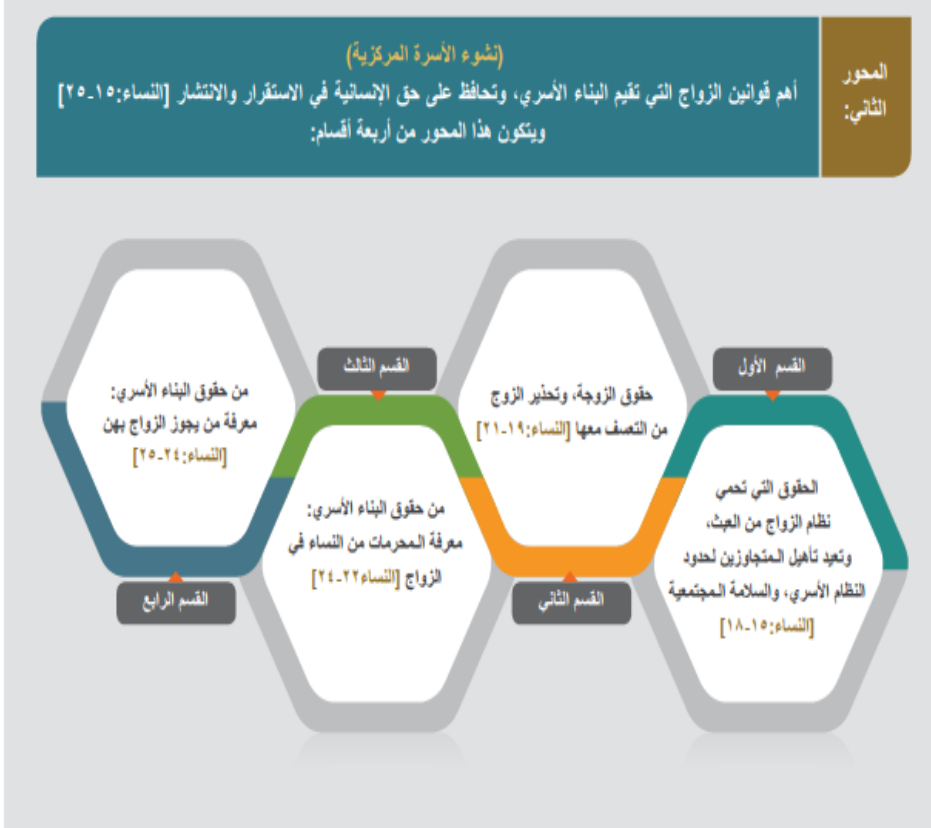 المحور
الثاني:
(نشوء الأسرة المركزية)
أهم قوانين الزواج التي تقيم البناء الأسري، وتحافظ على حق الإنسانية في الاستقرار والانتشار [النساء:١٥-٢٥]
ويتكون هذا المحور من أربعة أقسام:
القسم الأول
الحقوق التي تحمي
نظام الزواج من العبث،
وتعيد تأهيل المتجاوزين لحدود
النظام الأسري، والسلامة المجتمعية
[النساء:١٥-١٨]
حقوق الزوجة، وتحذير الزوج
من التعسف معها [النساء:١٩-٢١]
القسم الثاني
القسم الثالث
من حقوق البناء الأسري:
معرفة المحرمات من النساء في
الزواج [النساء٢٢-٢٤]
من حقوق البناء الأسري:
معرفة من يجوز الزواج بهن
[النساء:٢٤-٢٥]
القسم الرابع